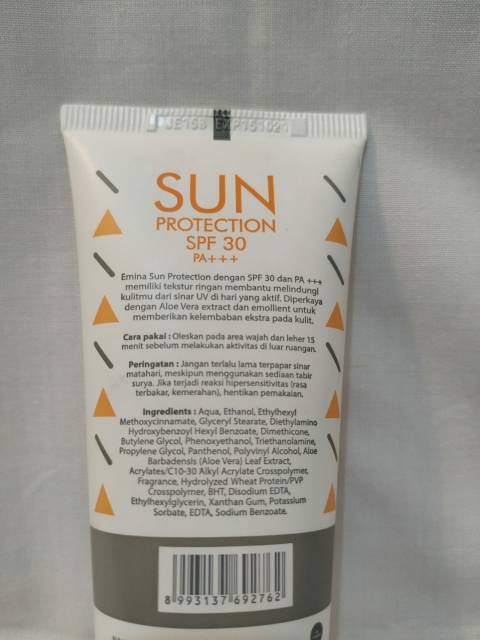 JE15B EXP151021
SUN
PROTECTION
SPF 30
PA+++
Emina Sun Protection dengan SPF 30 dan PA +++
memiliki tekstur ringan membantu melindungi
kulitmu dari sinar UV di hari yang aktif. Diperkaya
dengan Aloe Vera extract dan emollient untuk
memberikan kelembaban ekstra pada kulit.
Cara pakai : Oleskan pada area wajah dan leher 15
menit sebelum melakukan aktivitas di luar ruangan.
Peringatan : Jangan terlalu lama terpapar sinar
matahari, meskipun menggunakan sediaan tabir
surya. Jika terjadi reaksi hipersensitivitas (rasa
terbakar, kemerahan), hentikan pemakaian.
Ingredients : Aqua, Ethanol, Ethylhexyl
Methoxycinnamate, Glyceryl Stearate, Diethylamino
Hydroxybenzoyl Hexyl Benzoate, Dimethicone,
Butylene Glycol, Phenoxyethanol, Triethanolamine,
Propylene Glycol, Panthenol, Polyvinyl Alcohol, Aloe
Barbadensis (Aloe Vera) Leaf Extract,
Acrylates/C10-30 Alkyl Acrylate Crosspolymer,
Fragrance, Hydrolyzed Wheat Protein/PVP
Crosspolymer, BHT, Disodium EDTA,
Ethylhexylglycerin, Xanthan Gum, Potassium
Sorbate, EDTA, Sodium Benzoate.
8 993137 692762